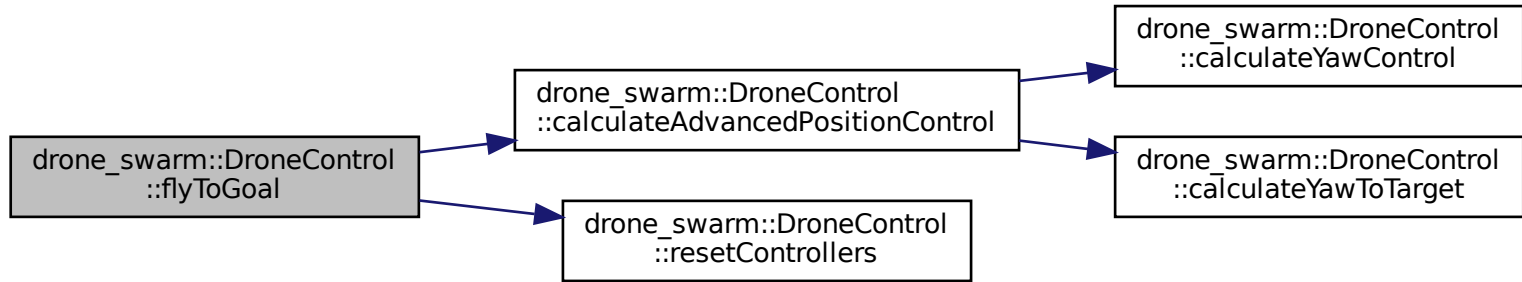 drone_swarm::DroneControl
::flyToGoal
drone_swarm::DroneControl
::calculateAdvancedPositionControl
drone_swarm::DroneControl
::resetControllers
drone_swarm::DroneControl
::calculateYawControl
drone_swarm::DroneControl
::calculateYawToTarget